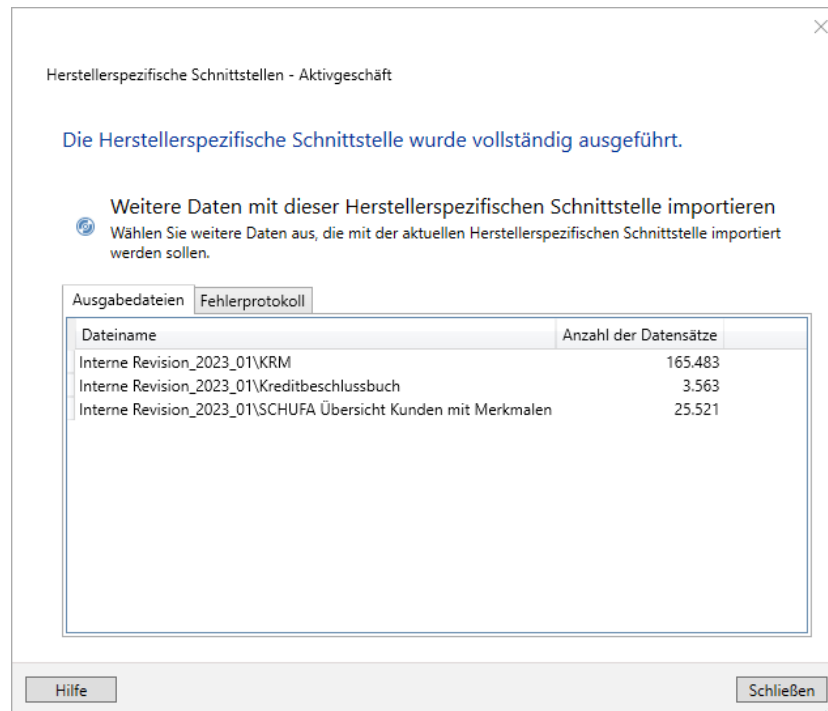 Herstellerspezifische Schnittstellen - Aktivgeschäft
Die Herstellerspezifische Schnittstelle wurde vollständig ausgeführt.
Weitere Daten mit dieser Herstellerspezifischen Schnittstelle importieren
Wählen Sie weitere Daten aus, die mit der aktuellen Herstellerspezifischen Schnittstelle importiert
werden sollen.
Ausgabedateien Fehlerprotokoll
Dateiname Anzahl der Datensätze
Interne Revision_2023_01\KRM 165.483
Interne Revision_2023_01\Kreditbeschlussbuch 3.563
Interne Revision_2023_01\SCHUFA Übersicht Kunden mit Merkmalen 25.521
Hilfe Schließen